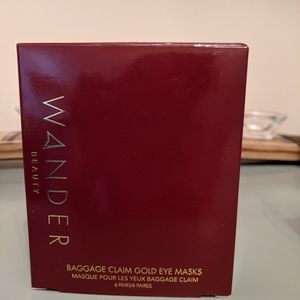 WANDER
BEAUTY
BAGGAGE CLAIM GOLD EYE MASKS
MASQUE POUR LES YEUX BAGGAGE CLAIM
6 PAIRS/6 PAIRES